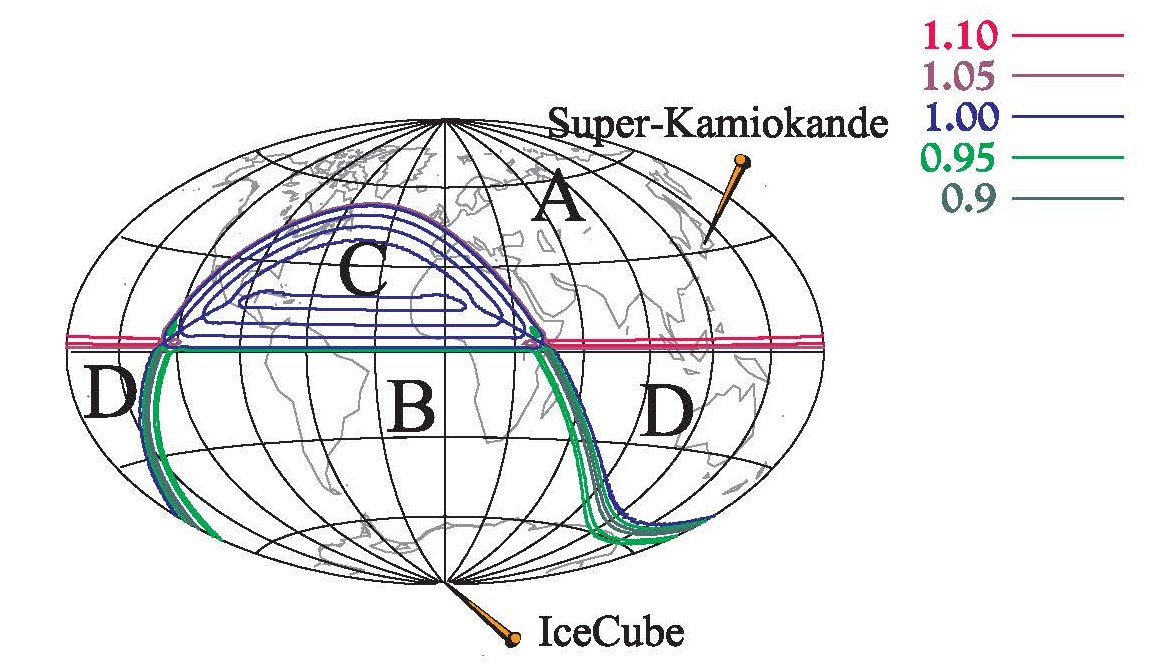 1.10
1.05
1.00
0.95
0.9
Super-Kamiokande
A
C
D
B
D
IceCube